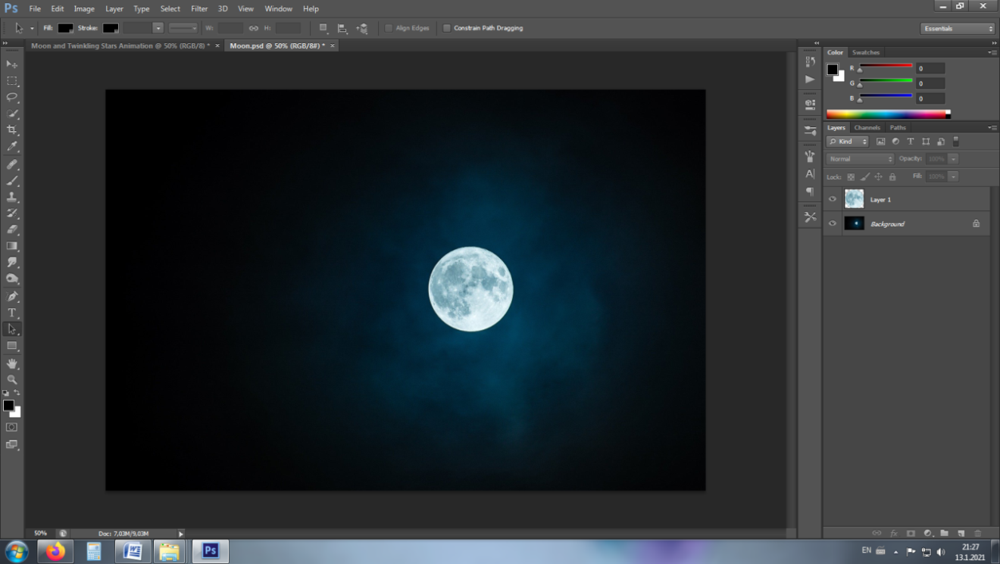 Ps File Edit Image Layer Type Select Filter 3D View Window Help
Fill: Stroke: W: H: Align Edges Constrain Path Dragging Essentials
Moon and Twinkling Stars Animation @ 50% (RGB/8) * × Moon.psd @ 50% (RGB/8#) * ×
Color Swatches
R 0
G 0
B 0
Layers Channels Paths
Kind
Normal Opacity: 100%
Lock: Fill: 100%
Layer 1
Background
50% Doc: 7,03M/9,03M
EN 21:27
13.1.2021
Ps